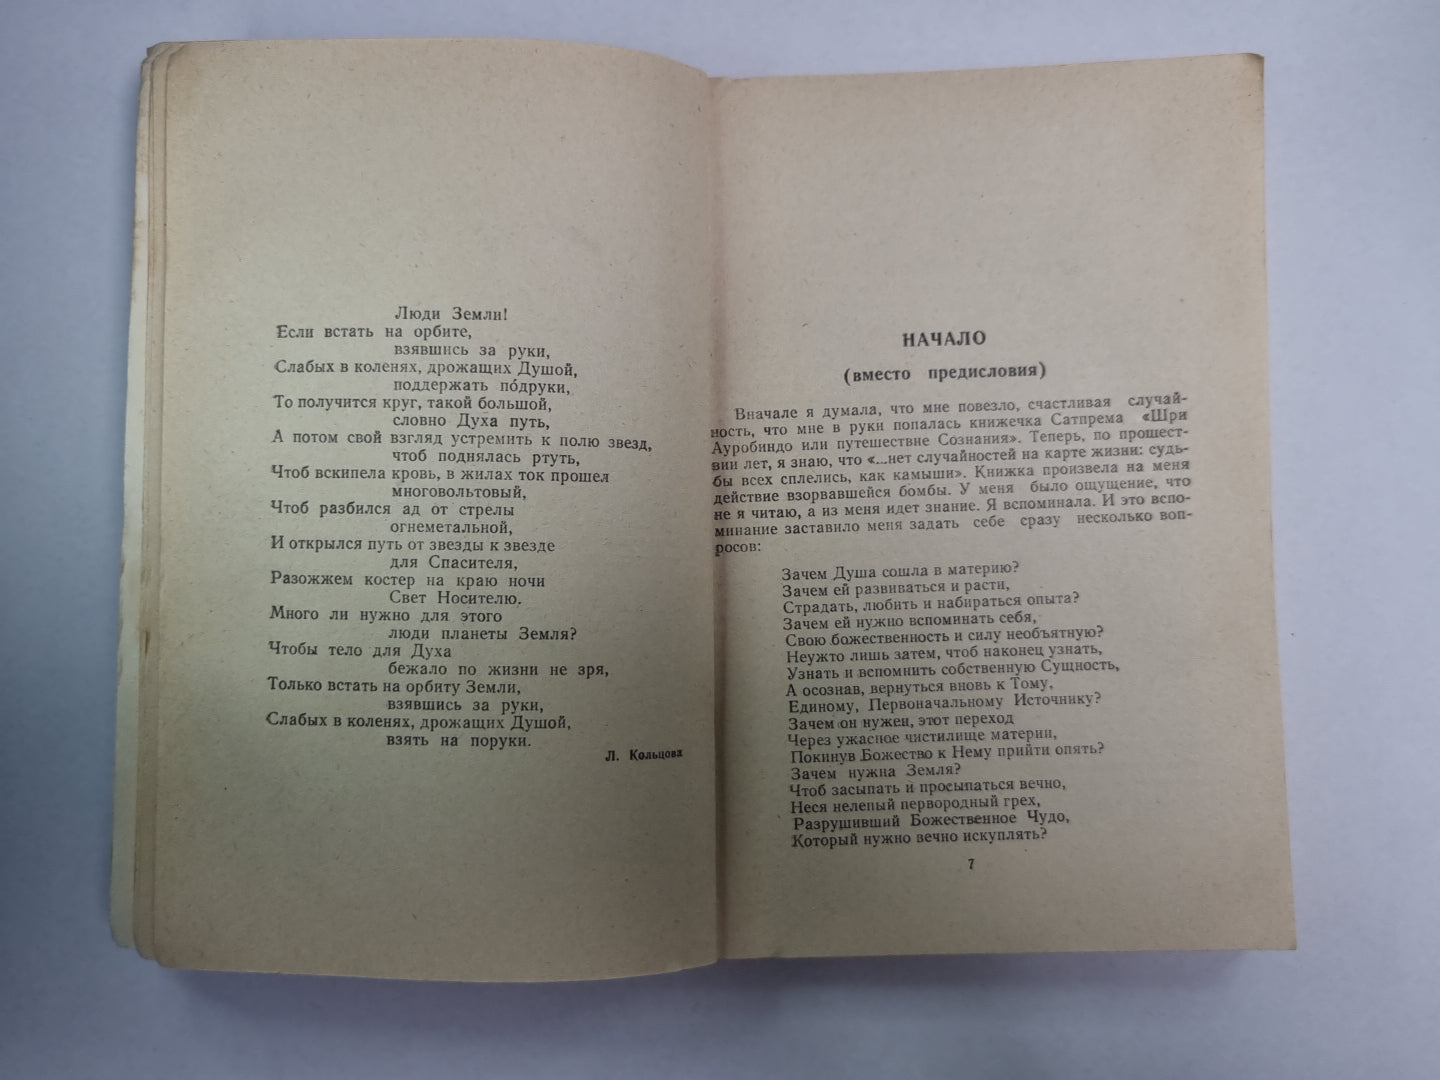 Люди Земли!
Если встать на орбите,
взявшись за руки,
Слабых в коленях, дрожащих Душой,
поддержать по́друки,
То получится круг, такой большой,
словно Духа путь,
А потом свой взгляд устремить к полю звезд,
чтоб поднялась ртуть,
Чтоб вскипела кровь, в жилах ток прошел
многовольтовый,
Чтоб разбился ад от стрелы
огнеметальной,
И открылся путь от звезды к звезде
для Спасителя,
Разожжем костер на краю ночи
Свет Носителю.
Много ли нужно для этого
люди планеты Земля?
Чтобы тело для Духа
бежало по жизни не зря,
Только встать на орбиту Земли,
взявшись за руки,
Слабых в коленях, дрожащих Душой,
взять на поруки.
Л. Кольцова
НАЧАЛО
(вместо предисловия)
Вначале я думала, что мне повезло, счастливая случай-
ность, что мне в руки попалась книжечка Сатпрема «Шри
Ауробиндо или путешествие Сознания». Теперь, по прошест-
вии лет, я знаю, что «...нет случайностей на карте жизни: судь-
бы всех сплелись, как камыши». Книжка произвела на меня
действие взорвавшейся бомбы. У меня было ощущение, что
не я читаю, а из меня идет знание. Я вспоминала. И это вспо-
минание заставило меня задать себе сразу несколько воп-
росов:
Зачем Душа сошла в материю?
Зачем ей развиваться и расти,
Страдать, любить и набираться опыта?
Зачем ей нужно вспоминать себя,
Свою божественность и силу необъятную?
Неужто лишь затем, чтоб наконец узнать,
Узнать и вспомнить собственную Сущность,
А осознав, вернуться вновь к Тому,
Единому, Первоначальному Источнику?
Зачем он нужен, этот переход
Через ужасное чистилище материи,
Покинув Божество к Нему прийти опять?
Зачем нужна Земля?
Чтоб засыпать и просыпаться вечно,
Неся нелепый первородный грех,
Разрушивший Божественное Чудо,
Который нужно вечно искуплять?
7